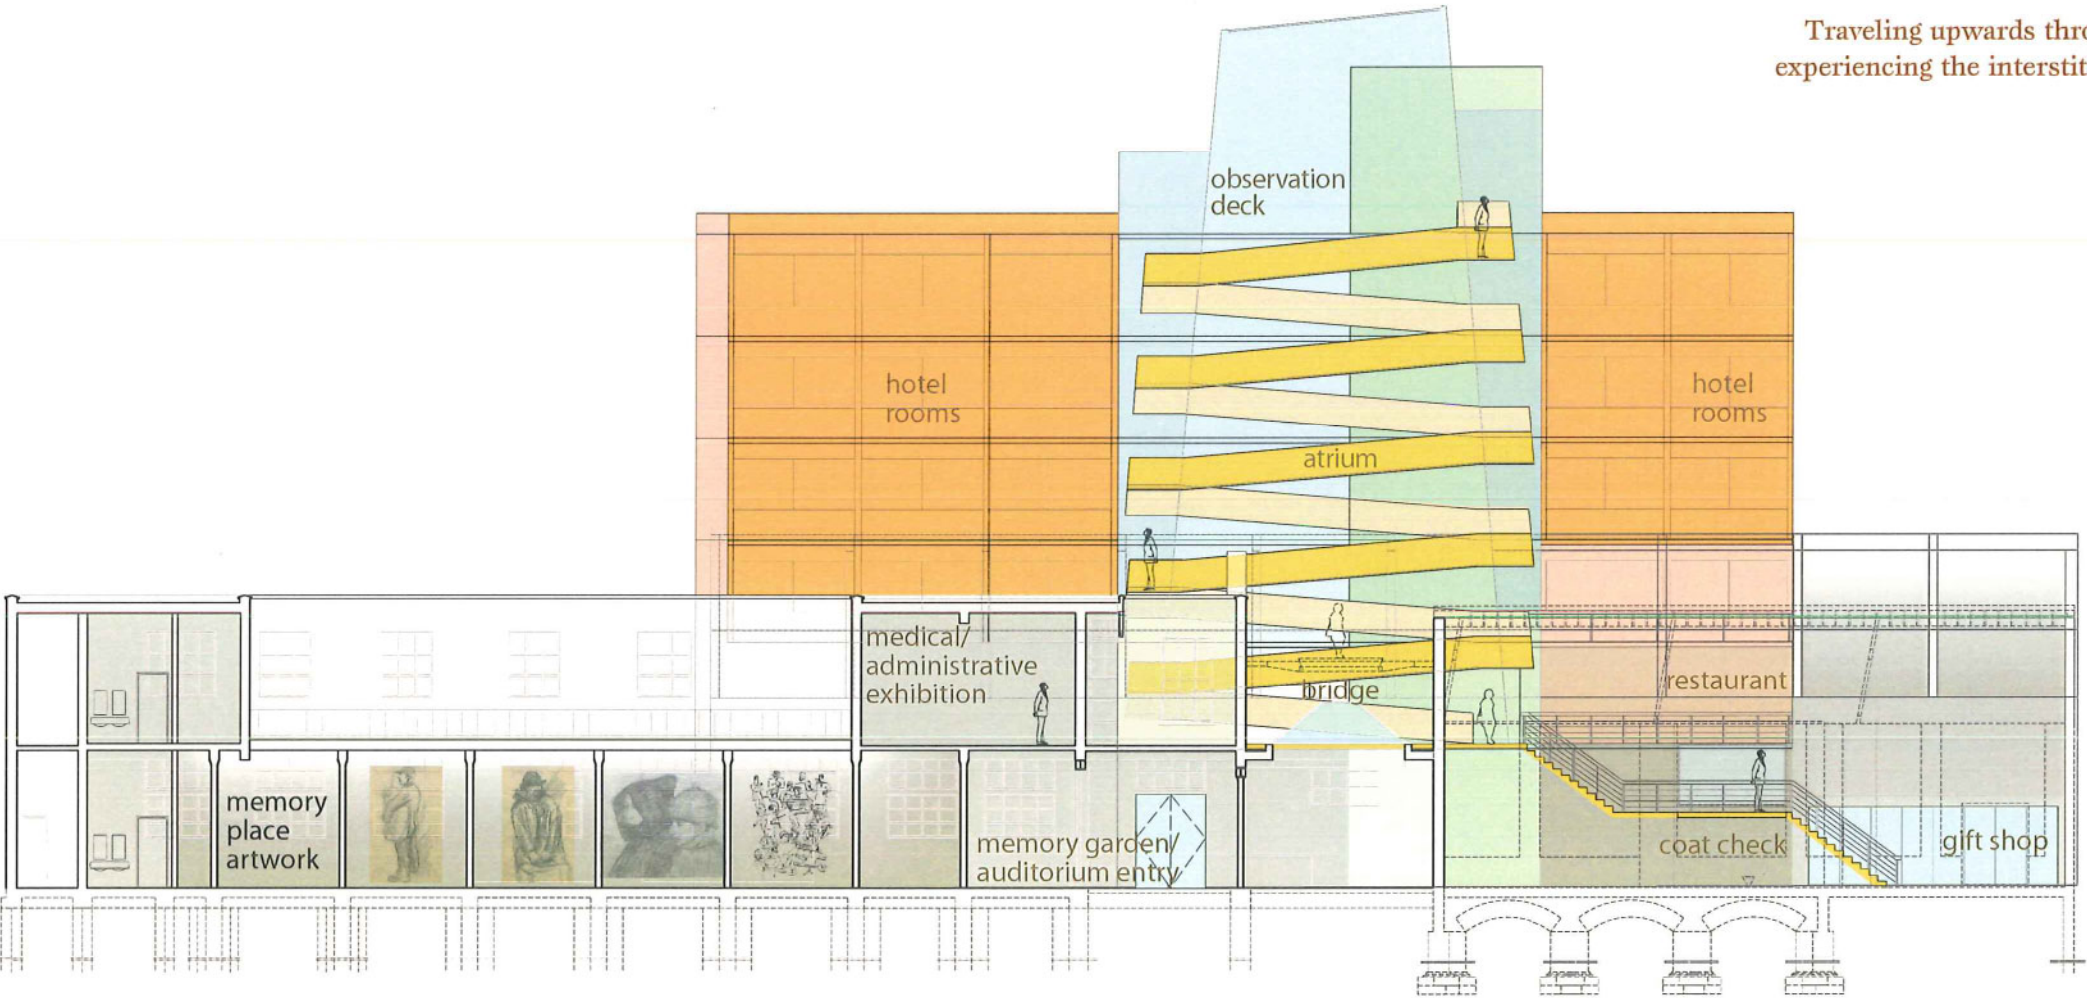 Traveling upwards thro
experiencing the interstit
observation
deck
hotel
rooms
hotel
rooms
atrium
medical/
administrative
exhibition
bridge
restaurant
memory
place
artwork
memory garden/
auditorium entry
coat check
gift shop